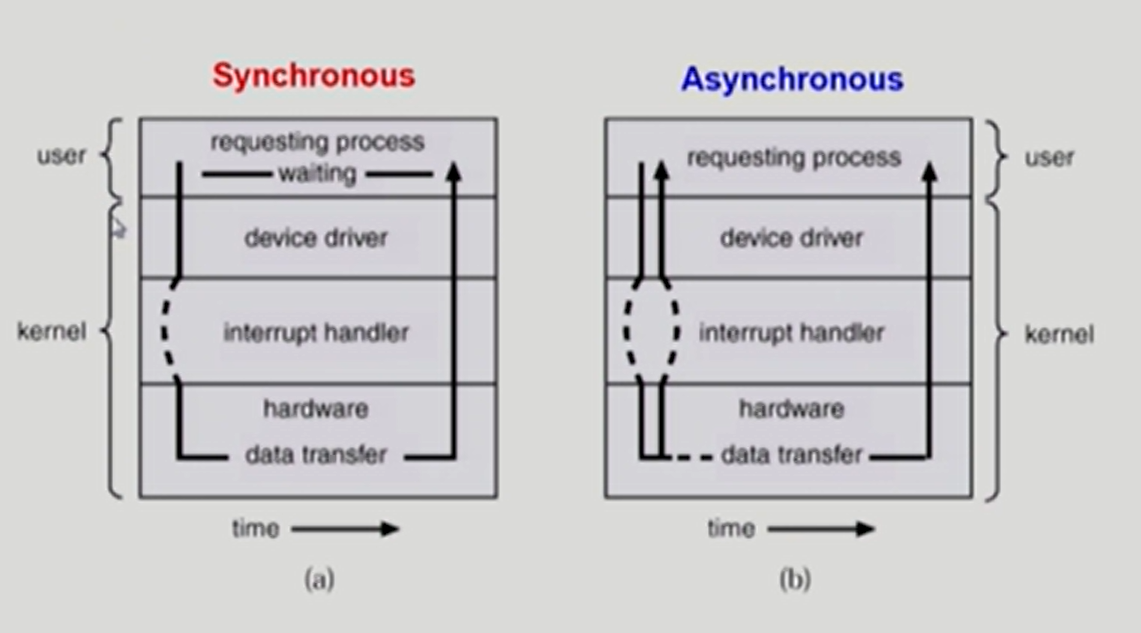 Synchronous
user
requesting process
waiting
device driver
kernel
interrupt handler
hardware
data transfer
time
(a)
Asynchronous
requesting process
user
device driver
interrupt handler
kernel
hardware
data transfer
time
(b)